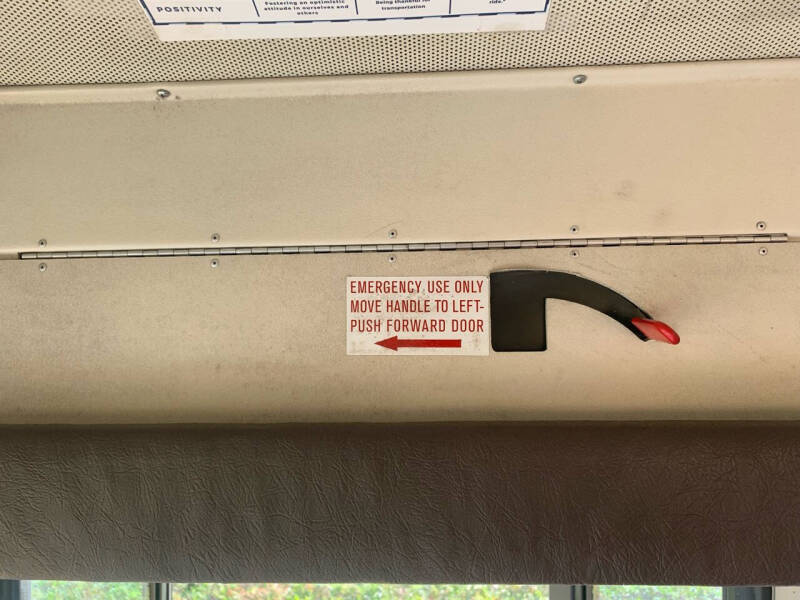 POSITIVITY
Fostering an optimistic
attitude in ourselves and
others
Being thankful for
transportation
ride."
EMERGENCY USE ONLY
MOVE HANDLE TO LEFT-
PUSH FORWARD DOOR